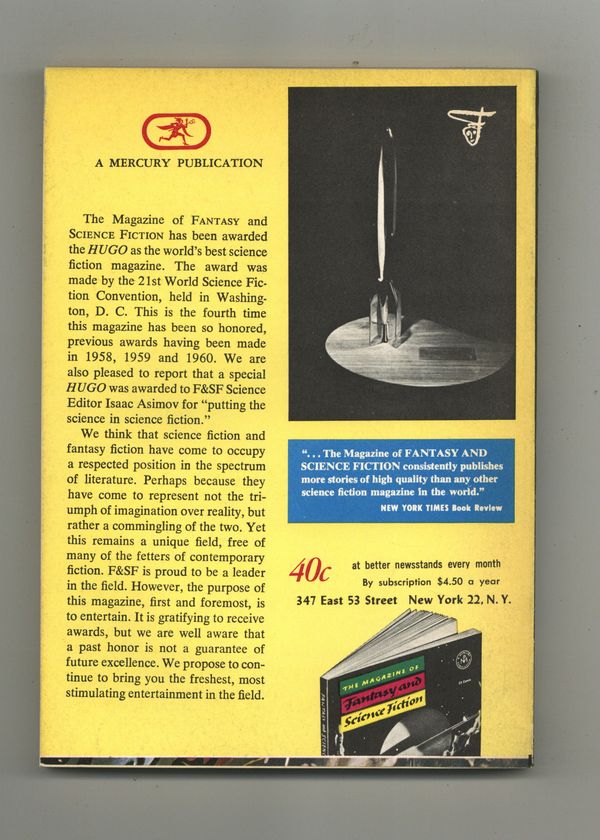 A MERCURY PUBLICATION
The Magazine of FANTASY and
SCIENCE FICTION has been awarded
the HUGO as the world's best science
fiction magazine. The award was
made by the 21st World Science Fic-
tion Convention, held in Washing-
ton, D. C. This is the fourth time
this magazine has been so honored,
previous awards having been made
in 1958, 1959 and 1960. We are
also pleased to report that a special
HUGO was awarded to F&SF Science
Editor Isaac Asimov for "putting the
science in science fiction."
We think that science fiction and
fantasy fiction have come to occupy
a respected position in the spectrum
of literature. Perhaps because they
have come to represent not the tri-
umph of imagination over reality, but
rather a commingling of the two. Yet
this remains a unique field, free of
many of the fetters of contemporary
fiction. F&SF is proud to be a leader
in the field. However, the purpose of
this magazine, first and foremost, is
to entertain. It is gratifying to receive
awards, but we are well aware that
a past honor is not a guarantee of
future excellence. We propose to con-
tinue to bring you the freshest, most
stimulating entertainment in the field.
". . . The Magazine of FANTASY AND
SCIENCE FICTION consistently publishes
more stories of high quality than any other
science fiction magazine in the world."
NEW YORK TIMES Book Review
40c at better newsstands every month
By subscription $4.50 a year
347 East 53 Street New York 22, N. Y.
THE MAGAZINE OF
Fantasy and
Science Fiction